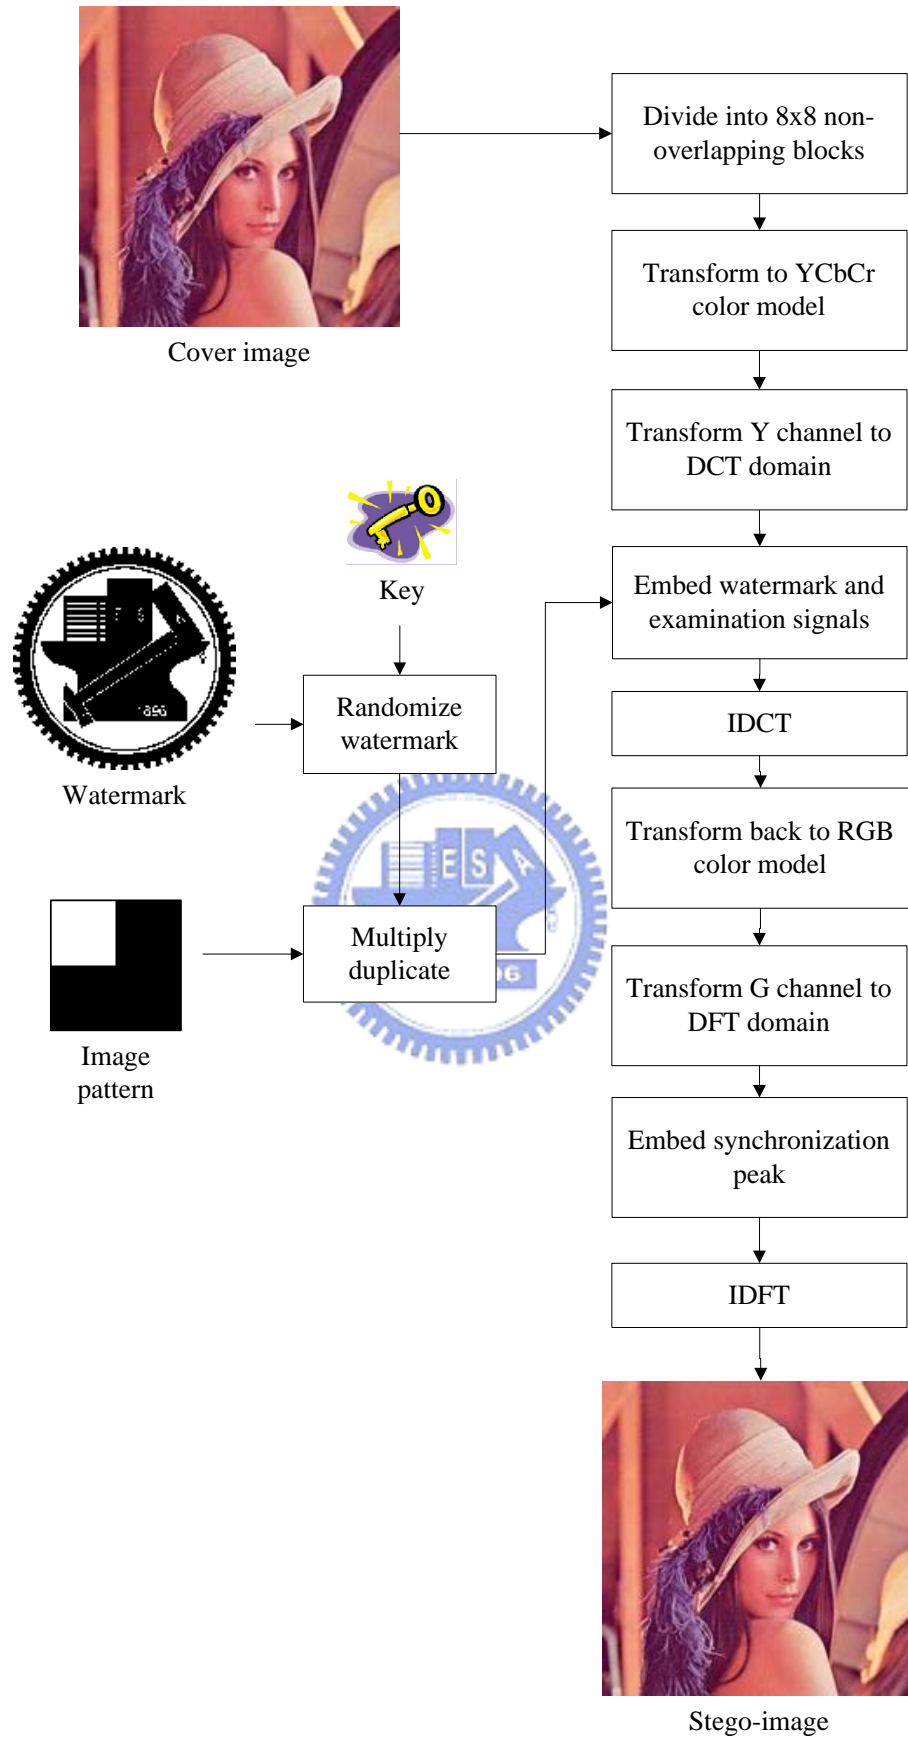 Divide into 8x8 non-
overlapping blocks
Transform to YCbCr
color model
Cover image
Transform Y channel to
DCT domain
Key
Embed watermark and
examination signals
1896
Randomize
watermark
IDCT
Watermark
Transform back to RGB
color model
E S A
Multiply
duplicate
96
Transform G channel to
DFT domain
Image
pattern
Embed synchronization
peak
IDFT
Stego-image